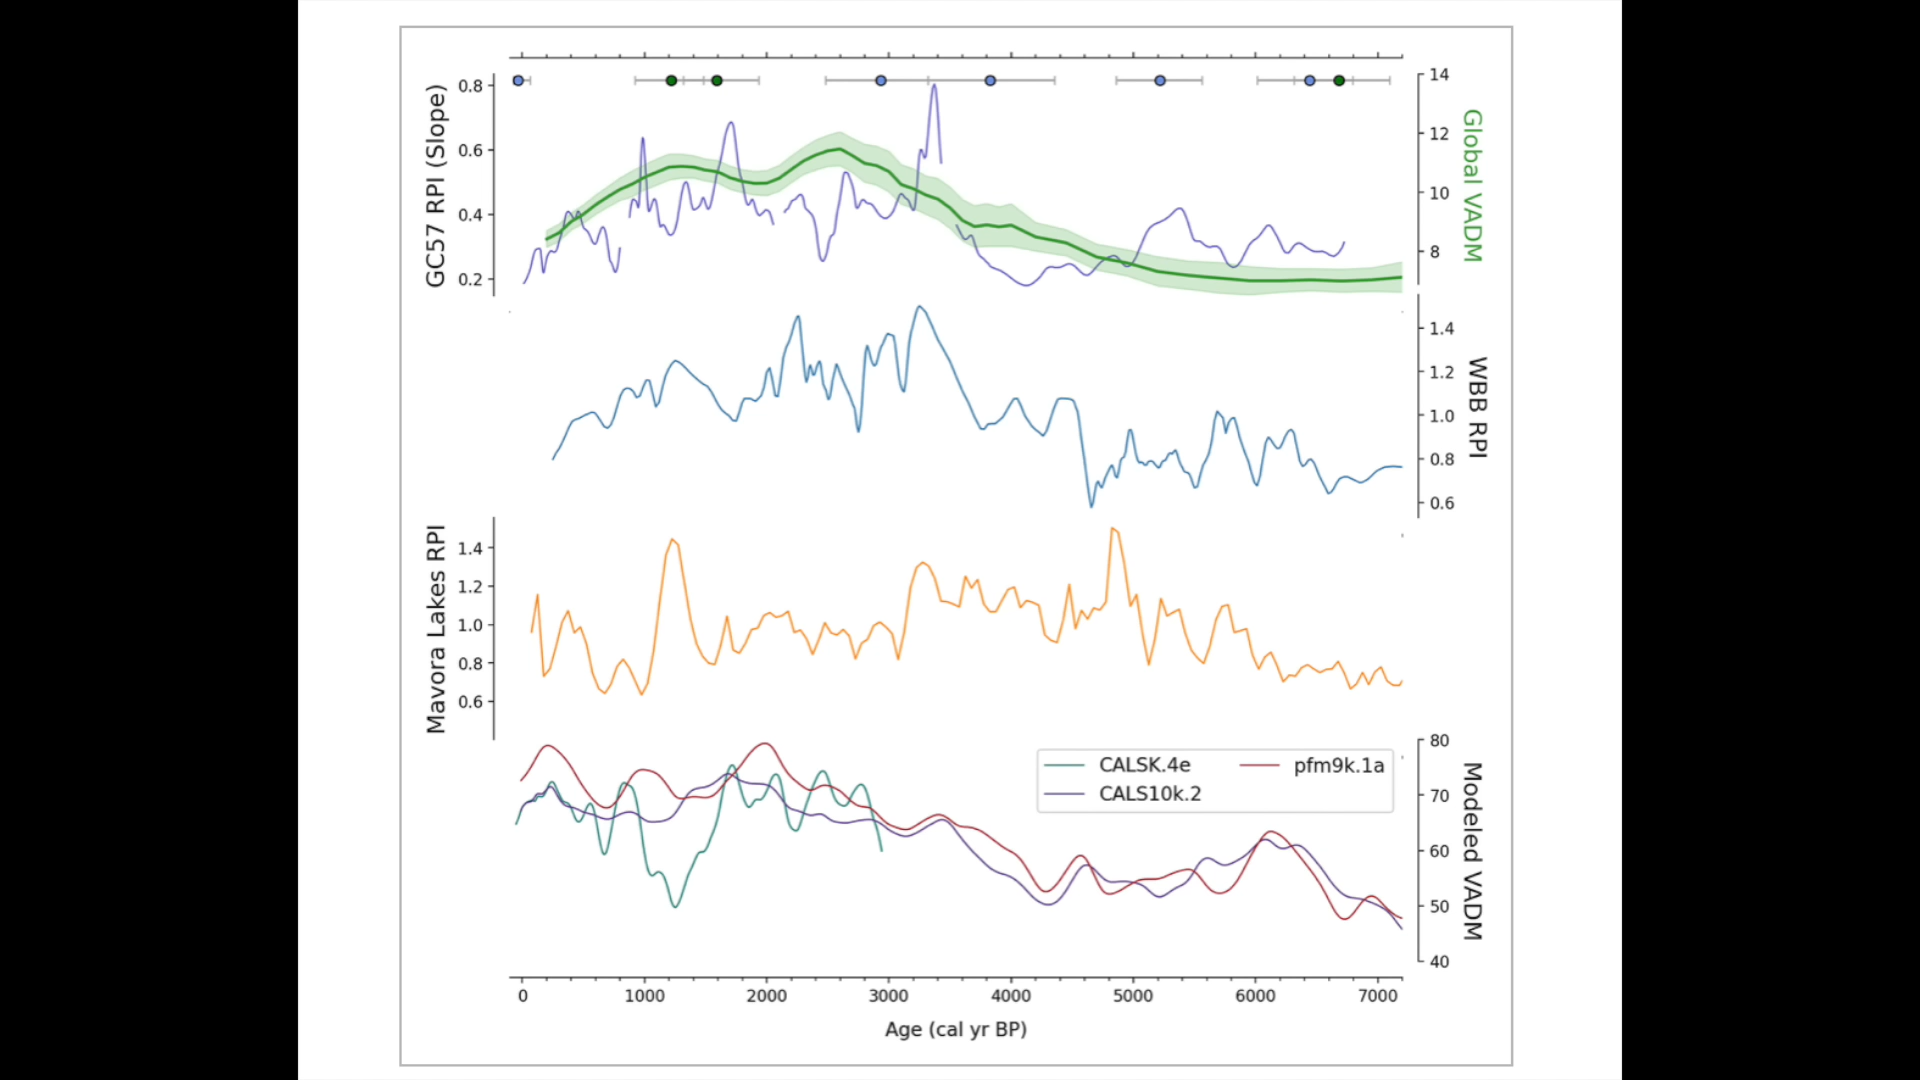 GC57 RPI (Slope)
0.8
0.6
0.4
0.2
14
12
10
8
Global VADM
1.4
1.2
1.0
0.8
0.6
WBB RPI
Mavora Lakes RPI
1.4
1.2
1.0
0.8
0.6
CALSK.4e
pfm9k.1a
CALS10k.2
80
70
60
50
40
Modeled VADM
0 1000 2000 3000 4000 5000 6000 7000
Age (cal yr BP)